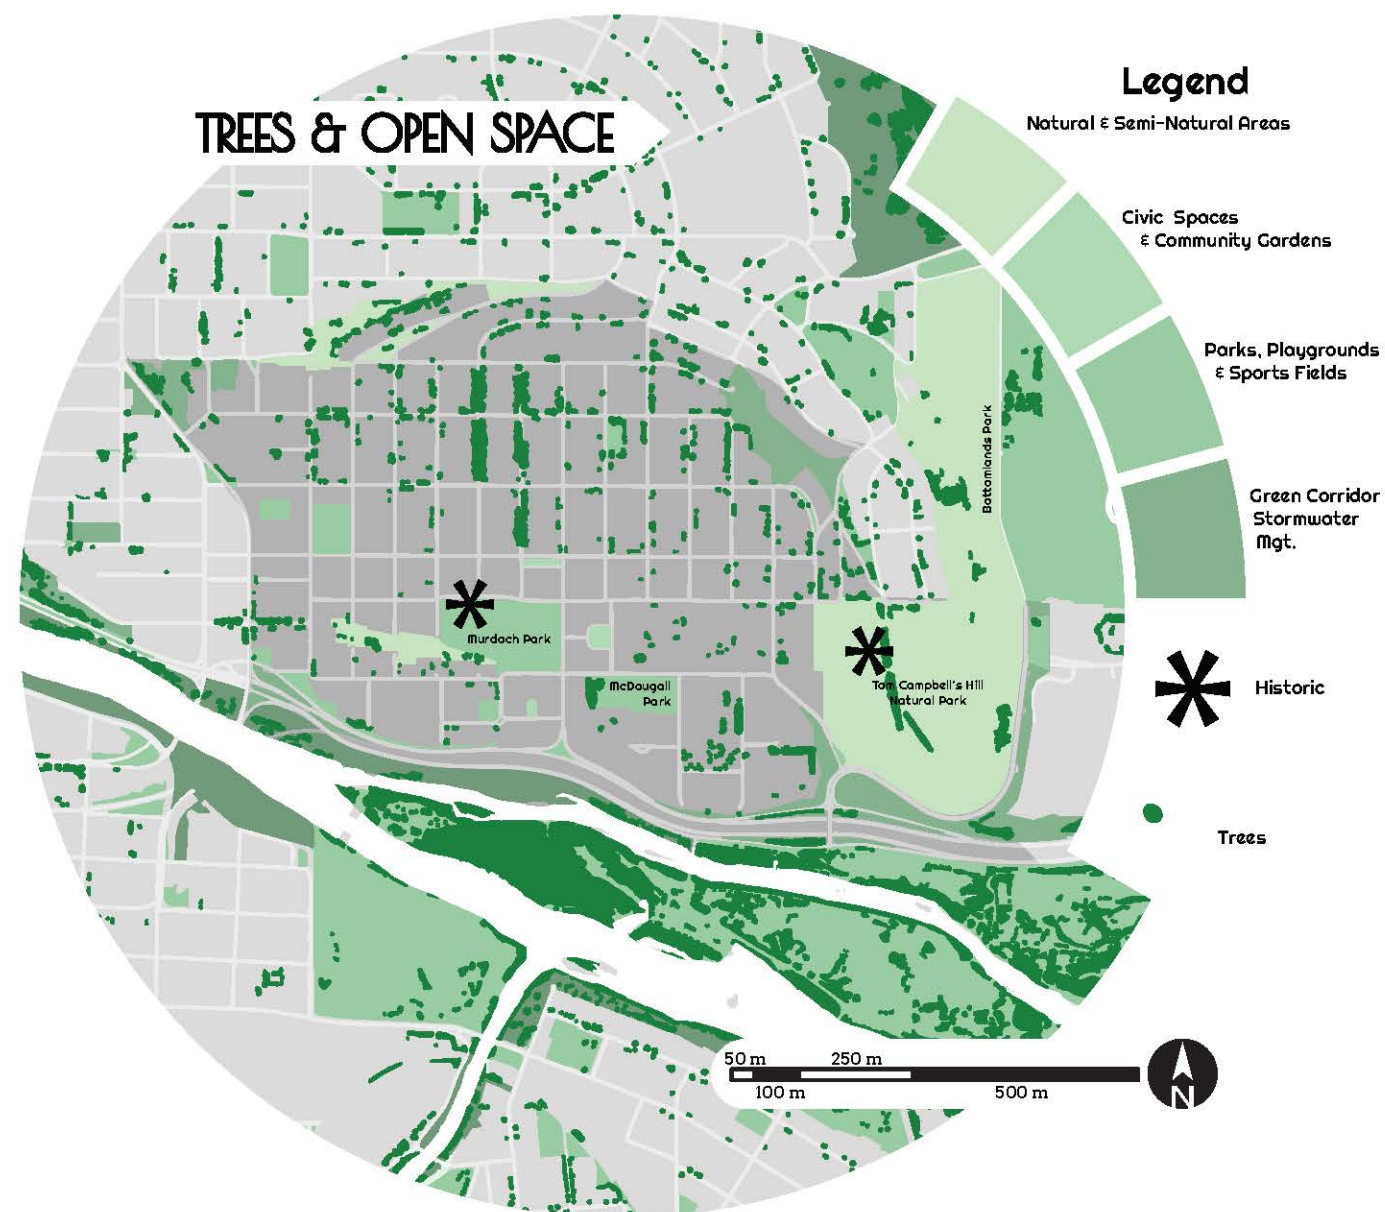 TREES & OPEN SPACE
Legend
Natural & Semi-Natural Areas
Civic Spaces
& Community Gardens
Parks, Playgrounds
& Sports Fields
Green Corridor
Stormwater
Mgt.
Historic
Trees
Bottomlands Park
Murdoch Park
McDougall
Park
Tom Campbell's Hill
Natural Park
50 m
250 m
100 m
500 m
N